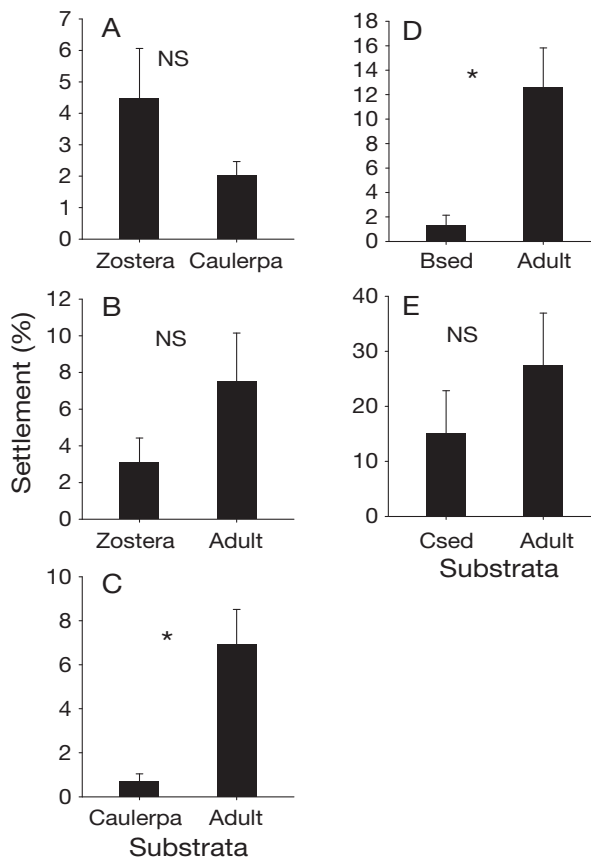 A
NS
7
6
5
4
3
2
1
0
Zostera Caulerpa
B
NS
12
10
8
6
4
2
0
Zostera Adult
C
*
10
8
6
4
2
0
Caulerpa Adult
Substrata
Settlement (%)
D
*
18
16
14
12
10
8
6
4
2
0
Bsed Adult
E
NS
40
30
20
10
0
Csed Adult
Substrata